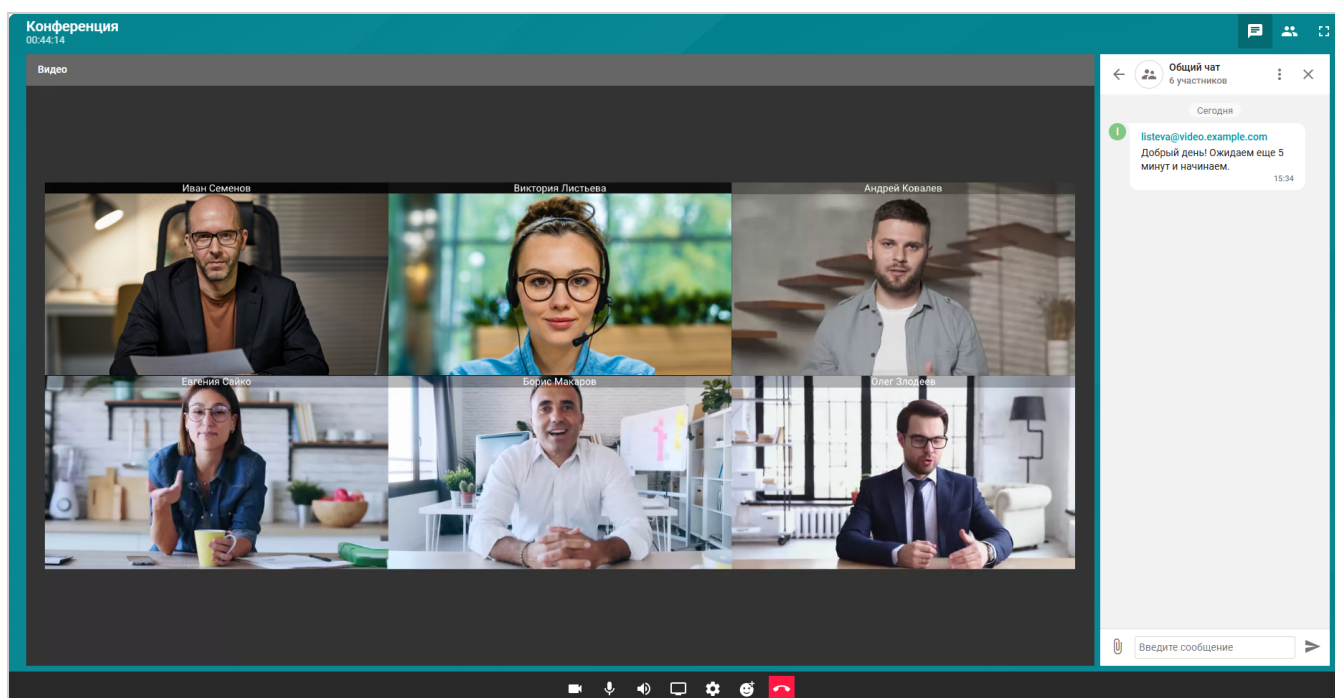 Конференция
00:44:14
Видео
Иван Семенов
Виктория Листьева
Андрей Ковалев
Евгения Сайко
Борис Макаров
Олег Злодеев
Общий чат
6 участников
Сегодня
I
listeva@video.example.com
Добрый день! Ожидаем еще 5
минут и начинаем.
15:34
Введите сообщение